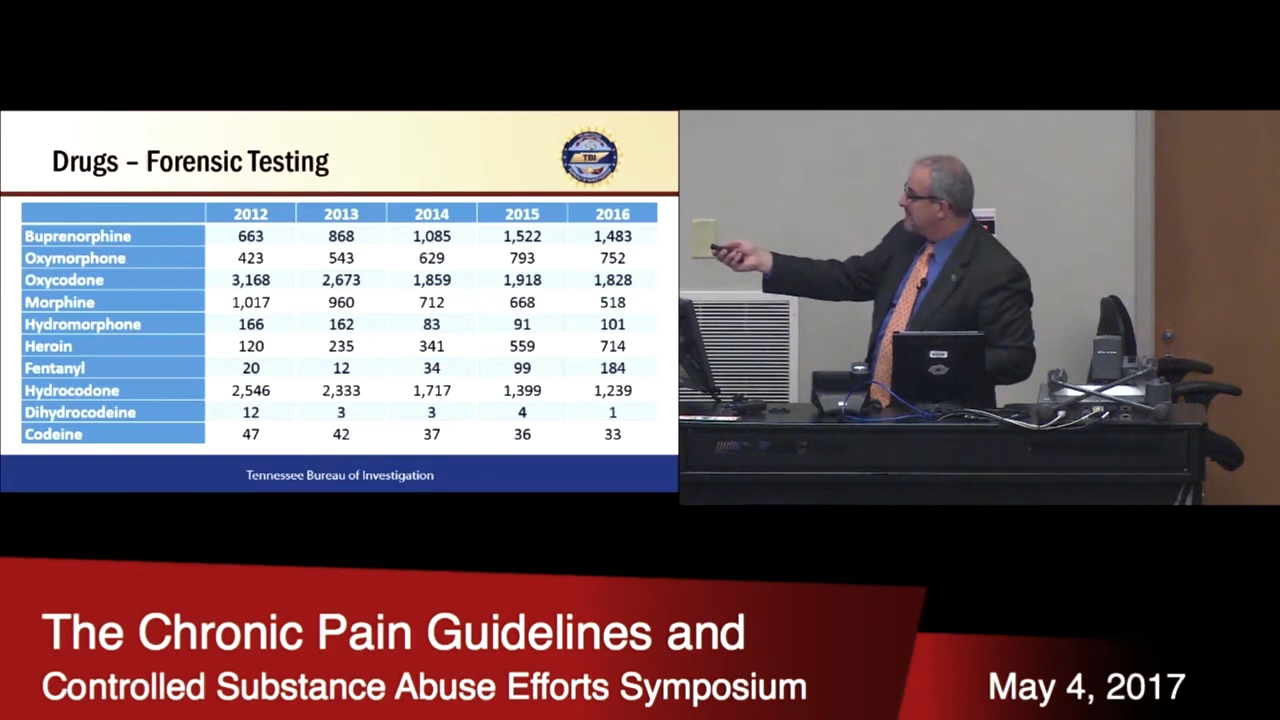 Drugs – Forensic Testing
TBI
2012 2013 2014 2015 2016
Buprenorphine 663 868 1,085 1,522 1,483
Oxymorphone 423 543 629 793 752
Oxycodone 3,168 2,673 1,859 1,918 1,828
Morphine 1,017 960 712 668 518
Hydromorphone 166 162 83 91 101
Heroin 120 235 341 559 714
Fentanyl 20 12 34 99 184
Hydrocodone 2,546 2,333 1,717 1,399 1,239
Dihydrocodeine 12 3 3 4 1
Codeine 47 42 37 36 33
Tennessee Bureau of Investigation
The Chronic Pain Guidelines and
Controlled Substance Abuse Efforts Symposium
May 4, 2017